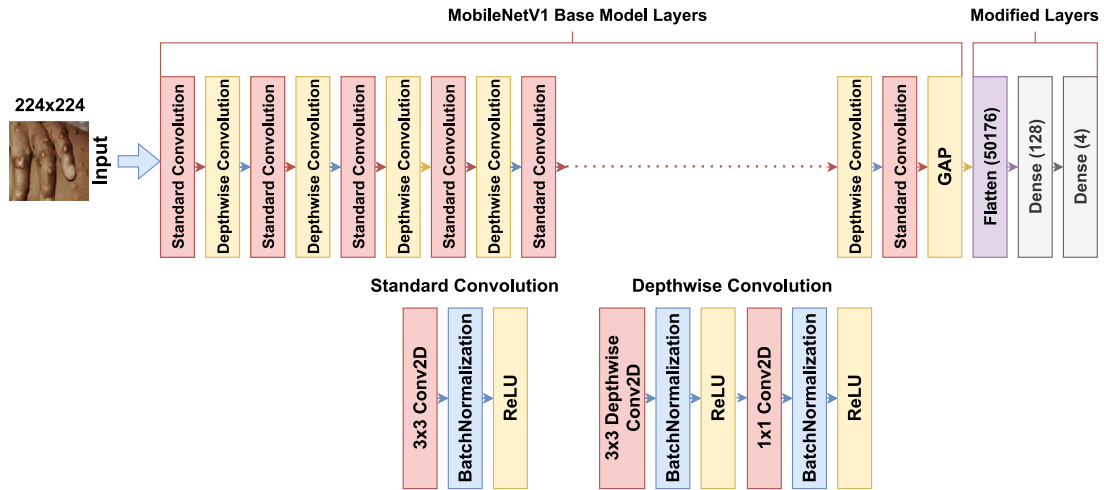 MobileNetV1 Base Model Layers
Modified Layers
224x224
Input
Standard Convolution
Depthwise Convolution
Standard Convolution
Depthwise Convolution
Standard Convolution
Depthwise Convolution
Standard Convolution
Depthwise Convolution
Standard Convolution
Depthwise Convolution
Standard Convolution
GAP
Flatten (50176)
Dense (128)
Dense (4)
Standard Convolution
3x3 Conv2D
BatchNormalization
ReLU
Depthwise Convolution
3x3 Depthwise
Conv2D
BatchNormalization
ReLU
1x1 Conv2D
BatchNormalization
ReLU